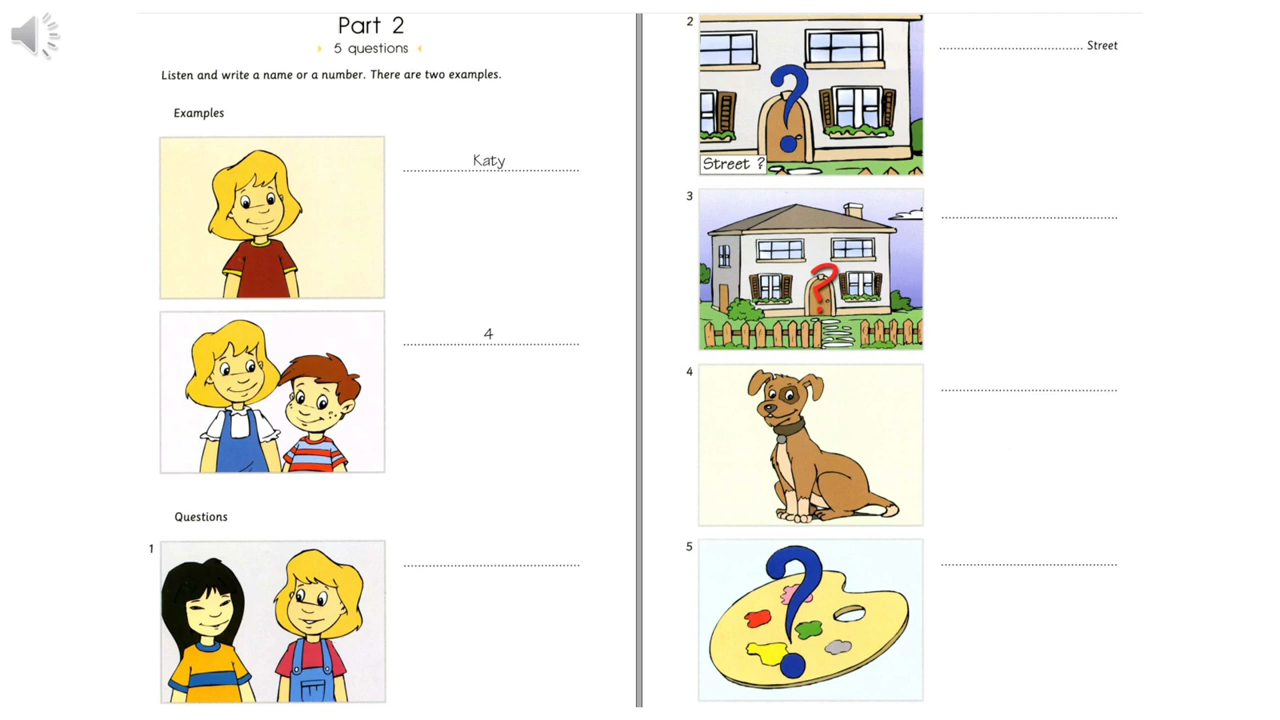 Part 2
5 questions
Listen and write a name or a number. There are two examples.
Examples
Katy
4
Questions
1
2
Street
Street ?
3
4
5